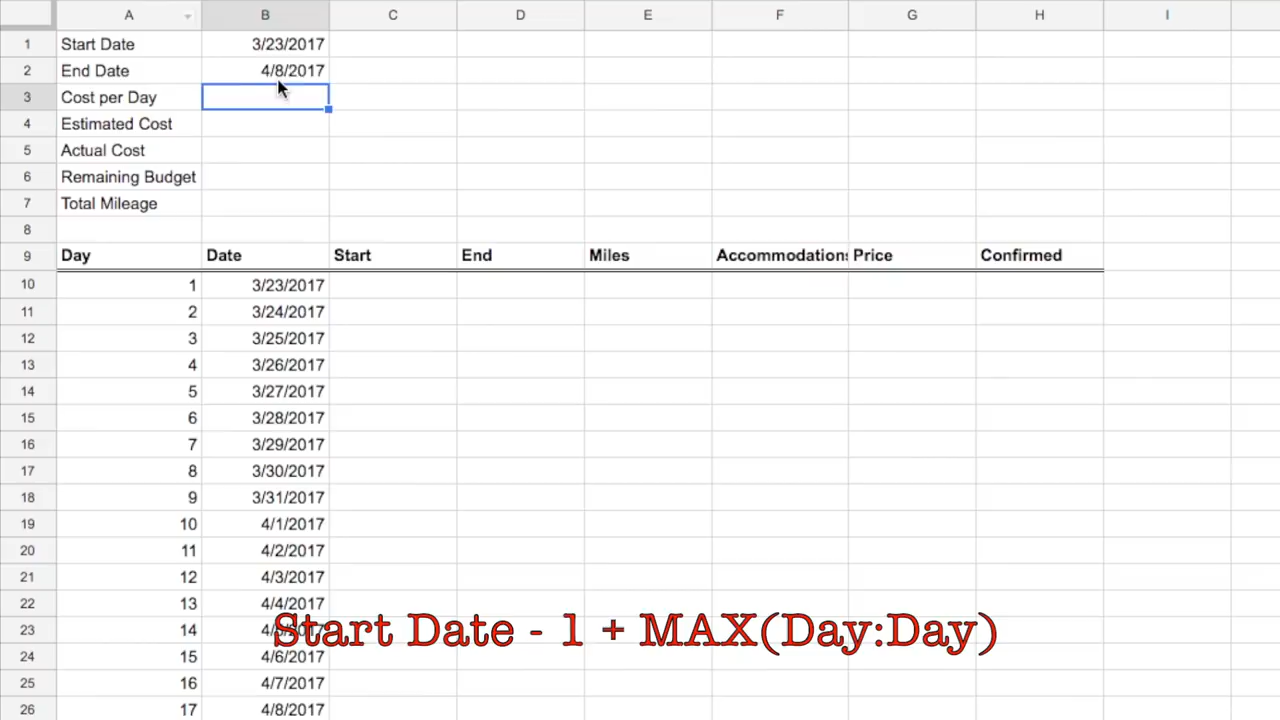 A B C D E F G H I
1 Start Date 3/23/2017
2 End Date 4/8/2017
3 Cost per Day
4 Estimated Cost
5 Actual Cost
6 Remaining Budget
7 Total Mileage
8
9 Day Date Start End Miles Accommodations Price Confirmed
10 1 3/23/2017
11 2 3/24/2017
12 3 3/25/2017
13 4 3/26/2017
14 5 3/27/2017
15 6 3/28/2017
16 7 3/29/2017
17 8 3/30/2017
18 9 3/31/2017
19 10 4/1/2017
20 11 4/2/2017
21 12 4/3/2017
22 13 4/4/2017
23 14 4/5/2017
Start Date - 1 + MAX(Day:Day)
24 15 4/6/2017
25 16 4/7/2017
26 17 4/8/2017